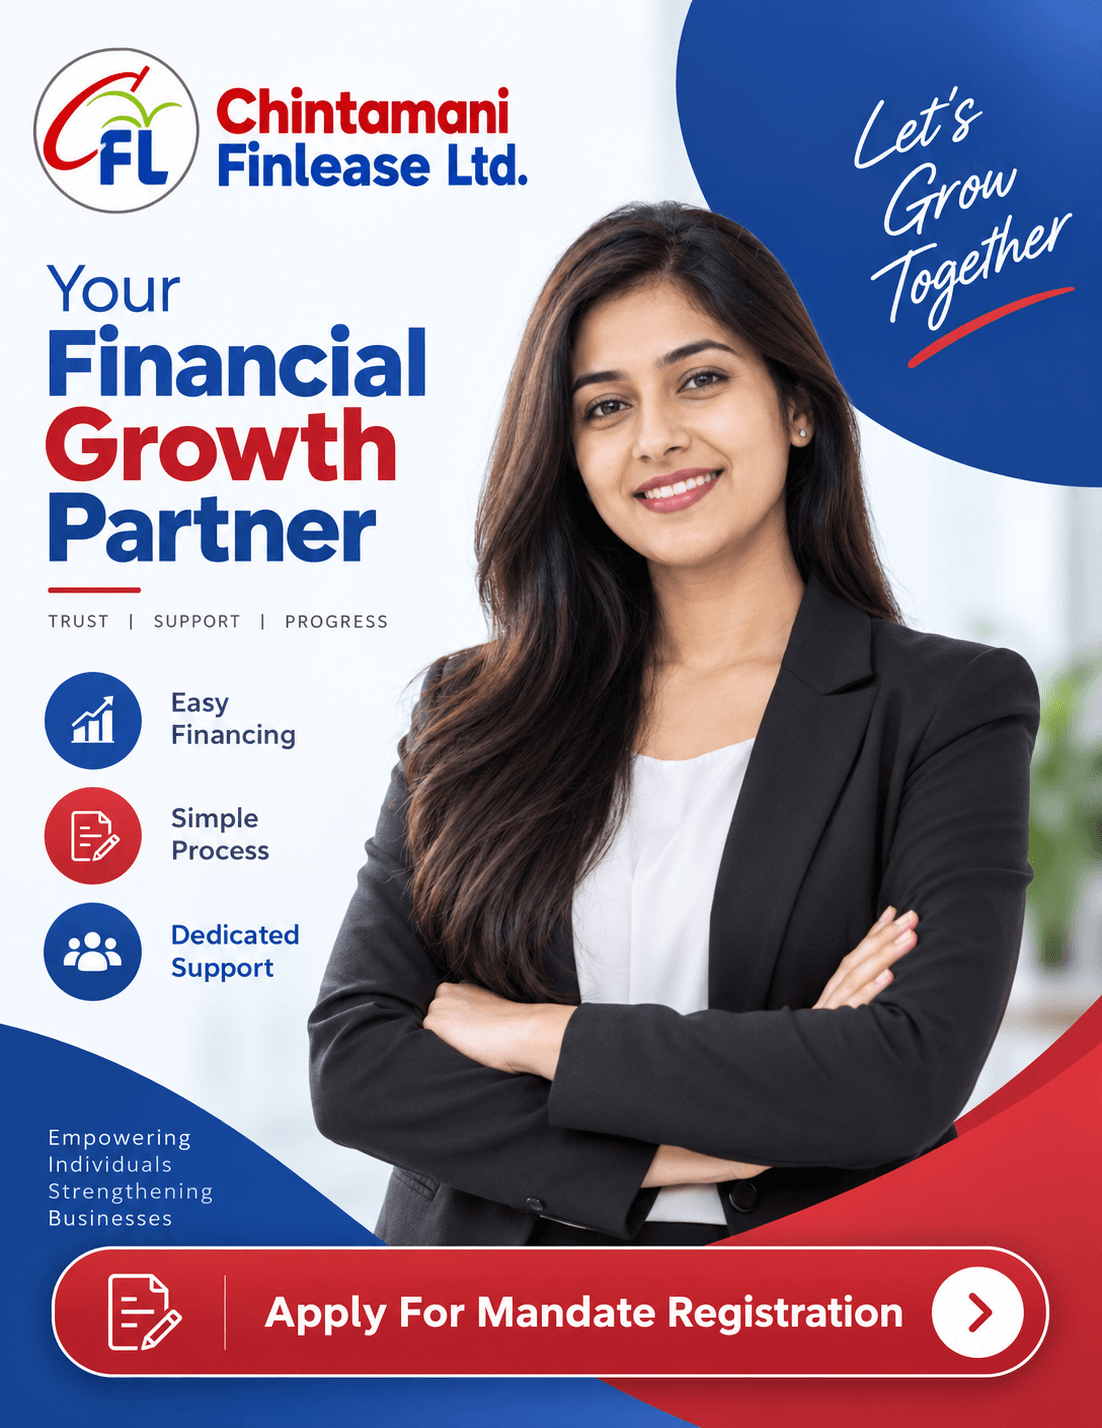 CFL
Chintamani
Finlease Ltd.
Let's
Grow
Together
Your
Financial
Growth
Partner
TRUST | SUPPORT | PROGRESS
Easy
Financing
Simple
Process
Dedicated
Support
Empowering
Individuals
Strengthening
Businesses
Apply For Mandate Registration